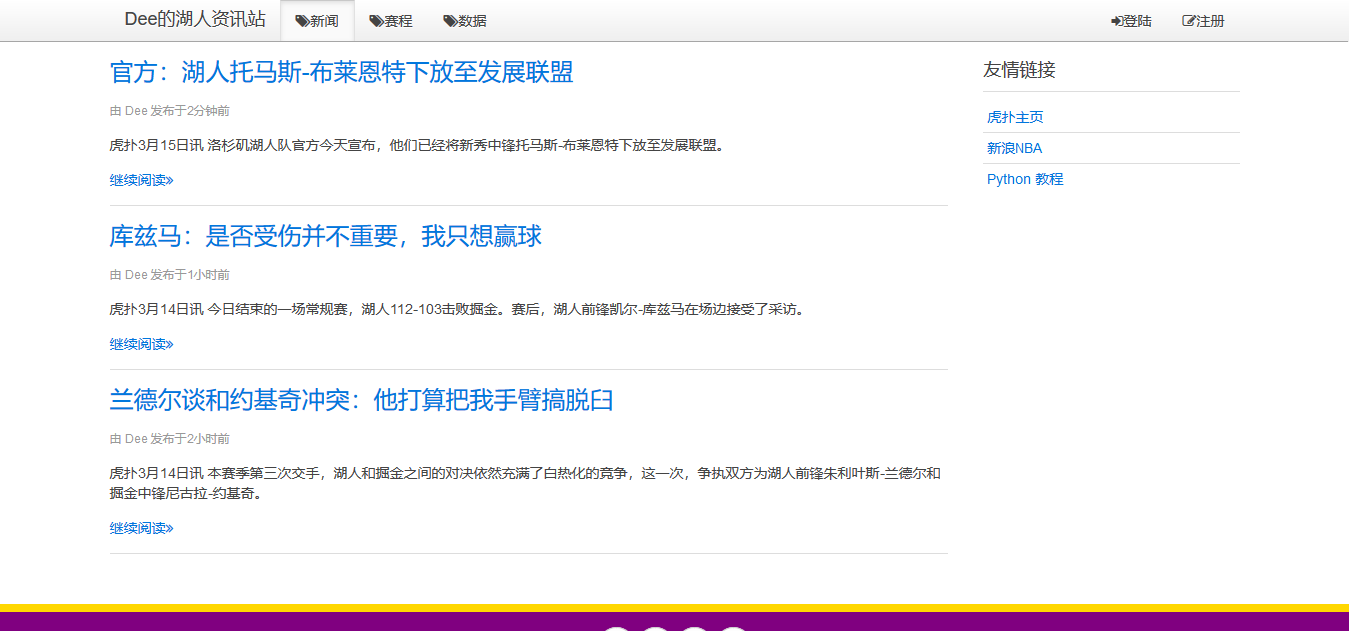 Dee的湖人资讯站 新闻 赛程 数据 登陆 注册
官方：湖人托马斯-布莱恩特下放至发展联盟
由 Dee 发布于2分钟前
虎扑3月15日讯 洛杉矶湖人队官方今天宣布，他们已经将新秀中锋托马斯-布莱恩特下放至发展联盟。
继续阅读»
库兹马：是否受伤并不重要，我只想赢球
由 Dee 发布于1小时前
虎扑3月14日讯 今日结束的一场常规赛，湖人112-103击败掘金。赛后，湖人前锋凯尔-库兹马在场边接受了采访。
继续阅读»
兰德尔谈和约基奇冲突：他打算把我手臂搞脱臼
由 Dee 发布于2小时前
虎扑3月14日讯 本赛季第三次交手，湖人和掘金之间的对决依然充满了白热化的竞争，这一次，争执双方为湖人前锋朱利叶斯-兰德尔和
掘金中锋尼古拉-约基奇。
继续阅读»
友情链接
虎扑主页
新浪NBA
Python 教程